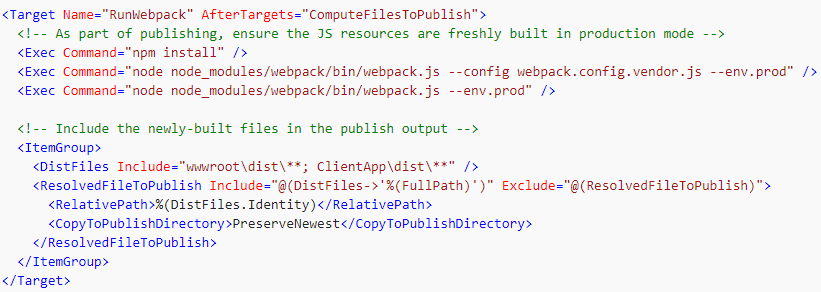 <Target Name="RunWebpack" AfterTargets="ComputeFilesToPublish">
<!-- As part of publishing, ensure the JS resources are freshly built in production mode -->
<Exec Command="npm install" />
<Exec Command="node node_modules/webpack/bin/webpack.js --config webpack.config.vendor.js --env.prod" />
<Exec Command="node node_modules/webpack/bin/webpack.js --env.prod" />
<!-- Include the newly-built files in the publish output -->
<ItemGroup>
<DistFiles Include="wwwroot\dist\**; ClientApp\dist\**" />
<ResolvedFileToPublish Include="@(DistFiles->'%(FullPath)')" Exclude="@(ResolvedFileToPublish)">
<RelativePath>%(DistFiles.Identity)</RelativePath>
<CopyToPublishDirectory>PreserveNewest</CopyToPublishDirectory>
</ResolvedFileToPublish>
</ItemGroup>
</Target>